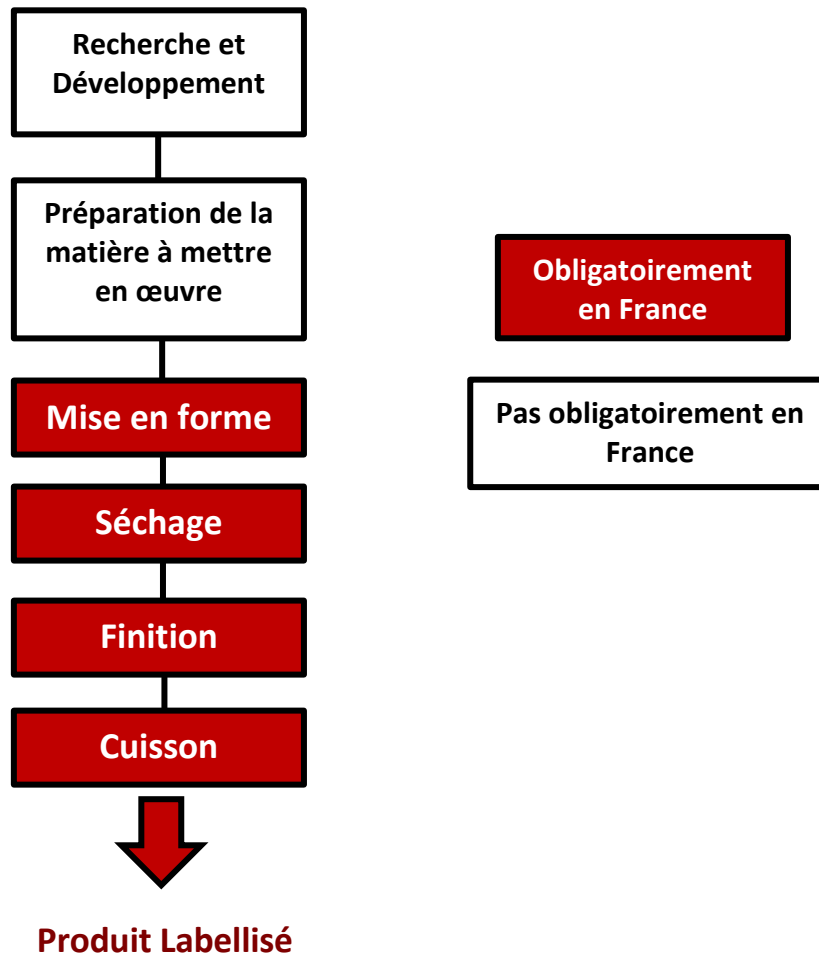 Recherche et
Développement
Préparation de la
matière à mettre
en œuvre
Mise en forme
Séchage
Finition
Cuisson
Produit Labellisé
Obligatoirement
en France
Pas obligatoirement en
France